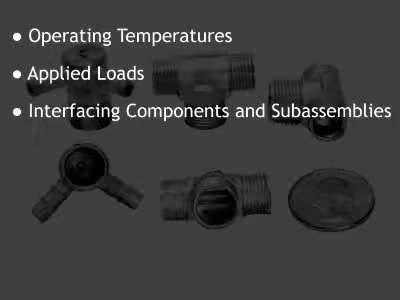 ● Operating Temperatures
● Applied Loads
● Interfacing Components and Subassemblies